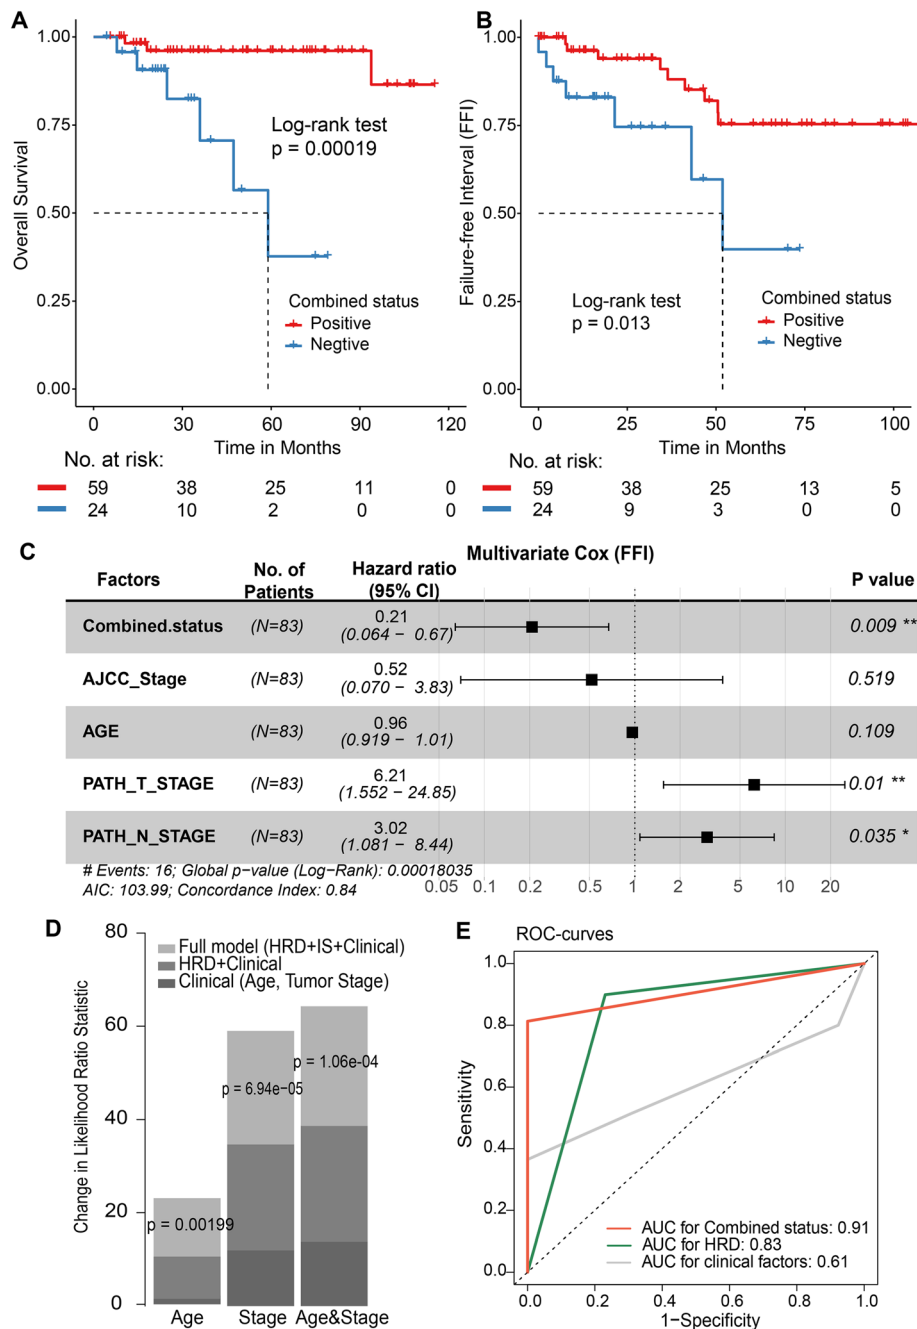 A
1.00
0.75
0.50
0.25
0.00
Overall Survival
Log-rank test
p = 0.00019
Combined status
Positive
Negtive
0 30 60 90 120
Time in Months
No. at risk:
59 38 25 11 0
24 10 2 0 0
B
1.00
0.75
0.50
0.25
0.00
Failure-free Interval (FFI)
Log-rank test
p = 0.013
Combined status
Positive
Negtive
0 25 50 75 100
Time in Months
No. at risk:
59 38 25 13 5
24 9 3 0 0
C
Multivariate Cox (FFI)
Factors No. of Patients Hazard ratio (95% CI) P value
Combined.status (N=83) 0.21 (0.064 − 0.67) 0.009 **
AJCC_Stage (N=83) 0.52 (0.070 − 3.83) 0.519
AGE (N=83) 0.96 (0.919 − 1.01) 0.109
PATH_T_STAGE (N=83) 6.21 (1.552 − 24.85) 0.01 **
PATH_N_STAGE (N=83) 3.02 (1.081 − 8.44) 0.035 *
# Events: 16; Global p−value (Log−Rank): 0.00018035
AIC: 103.99; Concordance Index: 0.84
0.05 0.1 0.2 0.5 1 2 5 10 20
D
80
60
40
20
0
Change in Likelihood Ratio Statistic
Full model (HRD+IS+Clinical)
HRD+Clinical
Clinical (Age, Tumor Stage)
p = 0.00199
p = 6.94e−05
p = 1.06e-04
Age Stage Age&Stage
E
ROC-curves
1.0
0.8
0.6
0.4
0.2
0.0
Sensitivity
AUC for Combined status: 0.91
AUC for HRD: 0.83
AUC for clinical factors: 0.61
0.0 0.2 0.4 0.6 0.8 1.0
1-Specificity